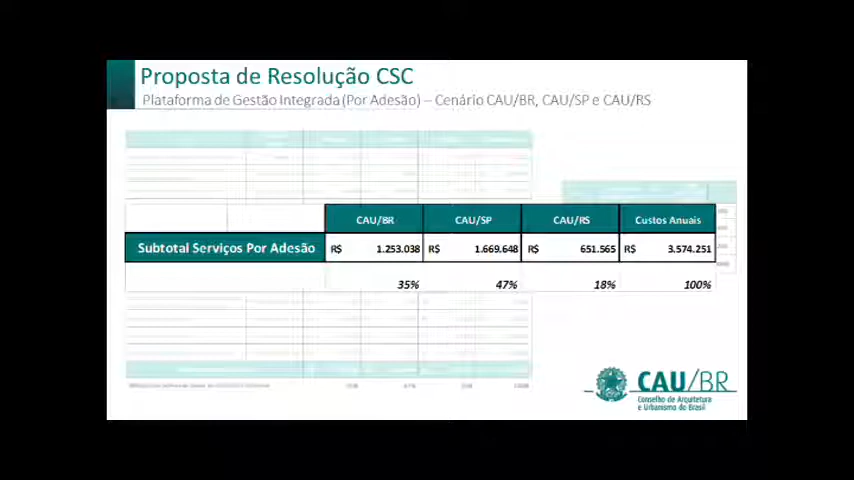 Proposta de Resolução CSC
Plataforma de Gestão Integrada (Por Adesão) – Cenário CAU/BR, CAU/SP e CAU/RS
CAU/BR CAU/SP CAU/RS Custos Anuais
Subtotal Serviços Por Adesão R$ 1.253.038 R$ 1.669.648 R$ 651.565 R$ 3.574.251
35% 47% 18% 100%
CAU/BR
Conselho de Arquitetura
e Urbanismo do Brasil